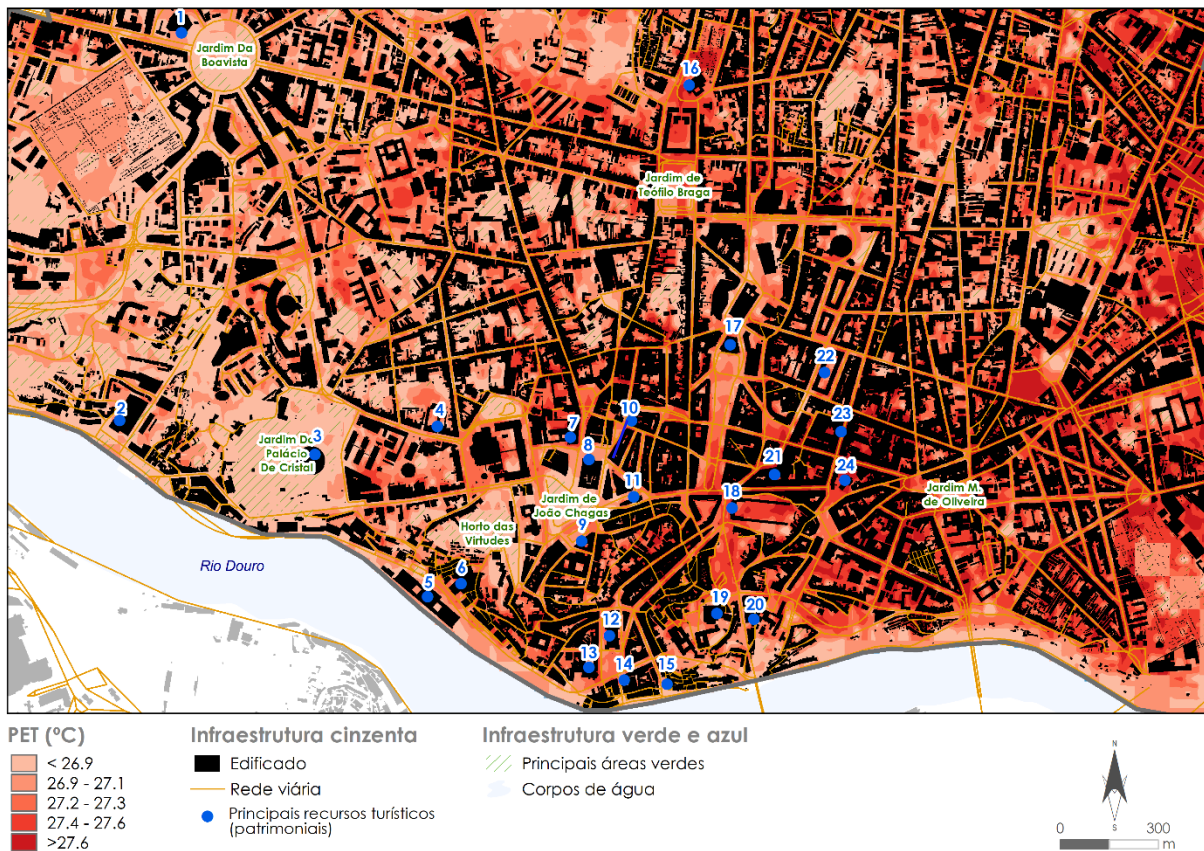 1
Jardim Da
Boavista
16
Jardim de
Teófilo Braga
17
22
2
Jardim Do
3
Palácio
De Cristal
4
7
8
10
23
21
24
11
18
Jardim de
João Chagas
9
Jardim M.
de Oliveira
Horto das
Virtudes
Rio Douro
5
6
19
20
12
13
14
15
PET (ºC)
< 26.9
26.9 - 27.1
27.2 - 27.3
27.4 - 27.6
>27.6
Infraestrutura cinzenta
Edificado
Rede viária
Principais recursos turísticos
(patrimoniais)
Infraestrutura verde e azul
Principais áreas verdes
Corpos de água
N
S
0 300
m